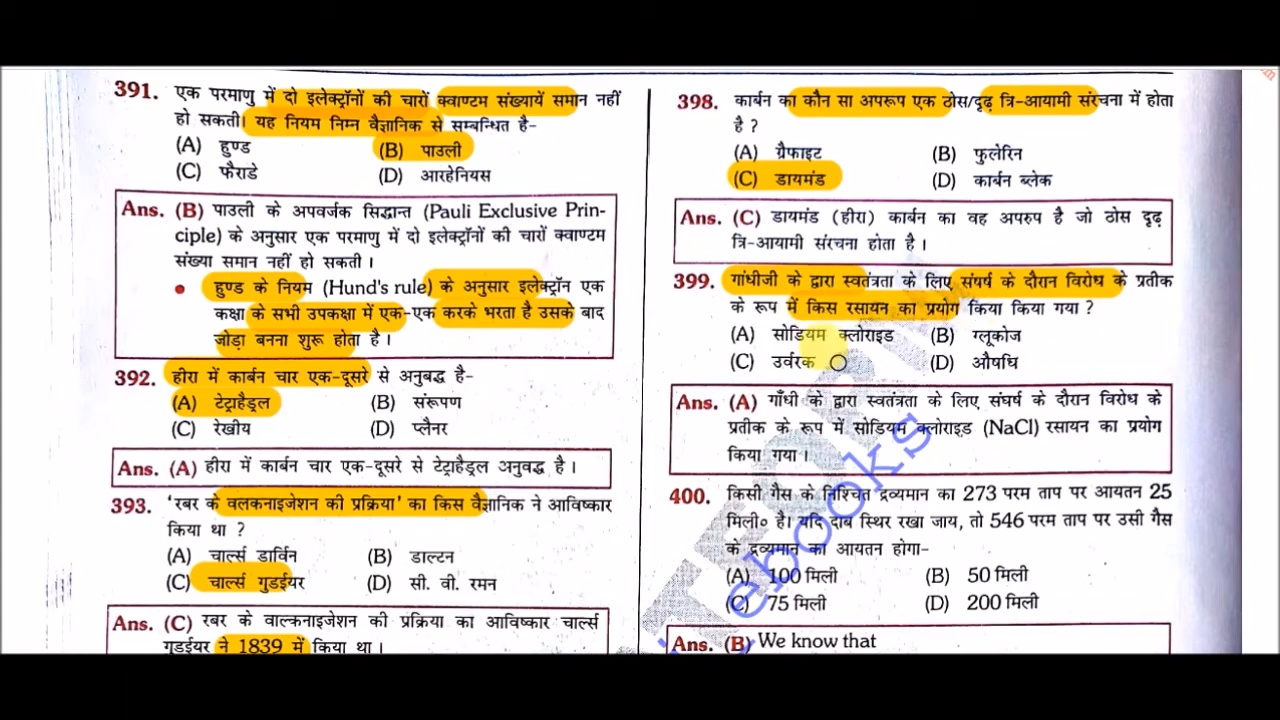 391. एक परमाणु में दो इलेक्ट्रॉनों की चारों क्वाण्टम संख्यायें समान नहीं
हो सकती। यह नियम निम्न वैज्ञानिक से सम्बन्धित है-
(A) हुण्ड (B) पाउली
(C) फैराडे (D) आरहेनियस
Ans. (B) पाउली के अपवर्जक सिद्धान्त (Pauli Exclusive Prin-
ciple) के अनुसार एक परमाणु में दो इलेक्ट्रॉनों की चारों क्वाण्टम
संख्या समान नहीं हो सकती ।
• हुण्ड के नियम (Hund's rule) के अनुसार इलेक्ट्रॉन एक
कक्षा के सभी उपकक्षा में एक-एक करके भरता है उसके बाद
जोड़ा बनना शुरू होता है ।
392. हीरा में कार्बन चार एक-दूसरे से अनुबद्ध है-
(A) टेट्राहैड्रल (B) संरूपण
(C) रेखीय (D) प्लैनर
Ans. (A) हीरा में कार्बन चार एक-दूसरे से टेट्राहैड्रल अनुवद्ध है ।
393. 'रबर के वलकनाइजेशन की प्रक्रिया' का किस वैज्ञानिक ने आविष्कार
किया था ?
(A) चार्ल्स डार्विन (B) डाल्टन
(C) चार्ल्स गुडईयर (D) सी. वी. रमन
Ans. (C) रबर के वाल्कनाइजेशन की प्रक्रिया का आविष्कार चार्ल्स
गुडईयर ने 1839 में किया था ।
398. कार्बन का कौन सा अपरूप एक ठोस/दृढ़ त्रि-आयामी संरचना में होता
है ?
(A) ग्रैफाइट (B) फुलेरिन
(C) डायमंड (D) कार्बन ब्लेक
Ans. (C) डायमंड (हीरा) कार्बन का वह अपरुप है जो ठोस दृढ़
त्रि-आयामी संरचना होता है ।
399. गांधीजी के द्वारा स्वतंत्रता के लिए संघर्ष के दौरान विरोध के प्रतीक
के रूप में किस रसायन का प्रयोग किया किया गया ?
(A) सोडियम क्लोराइड (B) ग्लूकोज
(C) उर्वरक (D) औषधि
Ans. (A) गाँधी के द्वारा स्वतंत्रता के लिए संघर्ष के दौरान विरोध के
प्रतीक के रूप में सोडियम क्लोराइड (NaCl) रसायन का प्रयोग
किया गया ।
400. किसी गैस के निश्चित द्रव्यमान का 273 परम ताप पर आयतन 25
मिली० है। यदि दाब स्थिर रखा जाय, तो 546 परम ताप पर उसी गैस
के द्रव्यमान का आयतन होगा-
(A) 100 मिली (B) 50 मिली
(C) 75 मिली (D) 200 मिली
Ans. (B) We know that
ebooks